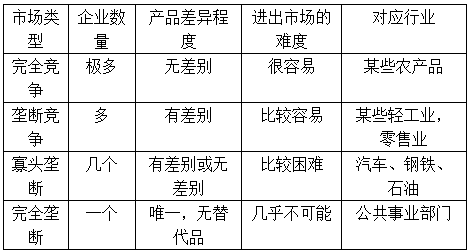 市场类型 企业数量 产品差异程度 进出市场的难度 对应行业
完全竞争 极多 无差别 很容易 某些农产品
垄断竞争 多 有差别 比较容易 某些轻工业，零售业
寡头垄断 几个 有差别或无差别 比较困难 汽车、钢铁、石油
完全垄断 一个 唯一，无替代品 几乎不可能 公共事业部门